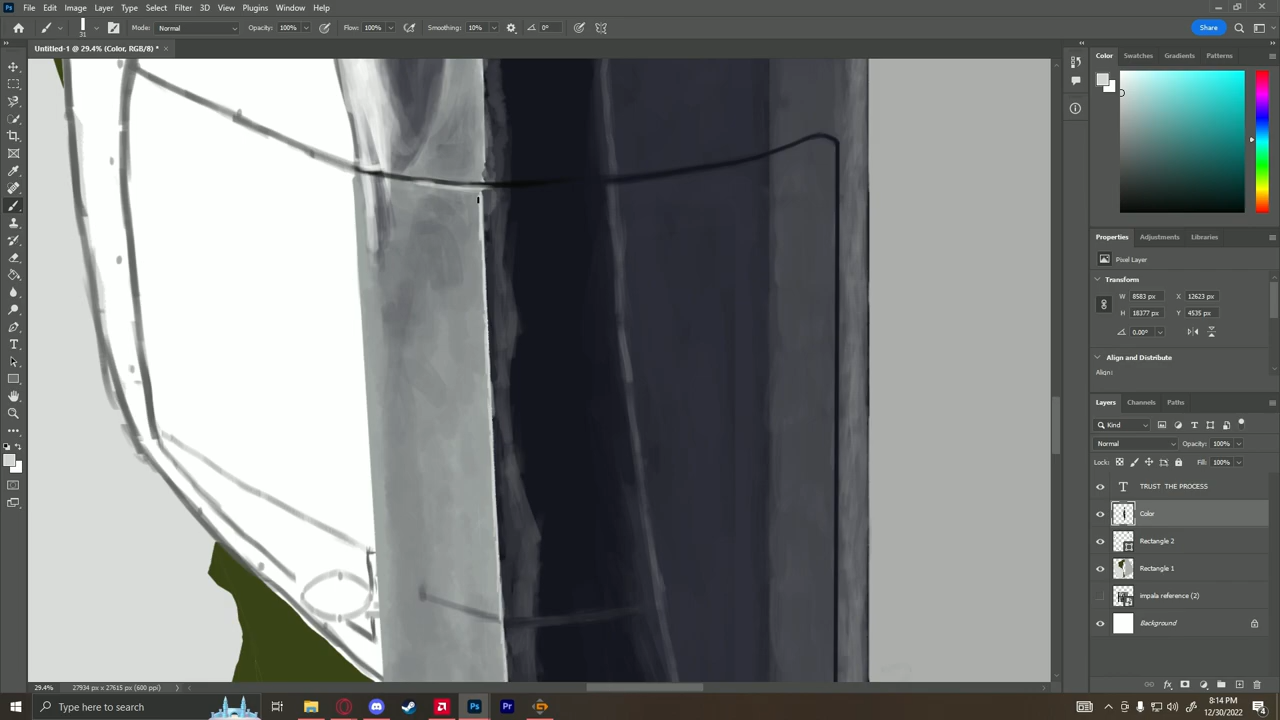 Ps File Edit Image Layer Type Select Filter 3D View Plugins Window Help
31 Mode: Normal Opacity: 100% Flow: 100% Smoothing: 10% 0° Share
Untitled-1 @ 29.4% (Color, RGB/8) *
Color Swatches Gradients Patterns
Properties Adjustments Libraries
Pixel Layer
Transform
W 8583 px X 12623 px
H 18377 px Y 4535 px
0.00°
Align and Distribute
Align:
Layers Channels Paths
Kind
Normal Opacity: 100%
Lock: Fill: 100%
T TRUST THE PROCESS
Color
Rectangle 2
Rectangle 1
impala reference (2)
Background
29.4% 27934 px x 27615 px (600 ppi)
Type here to search Ps Pr 8:14 PM
12/30/2022